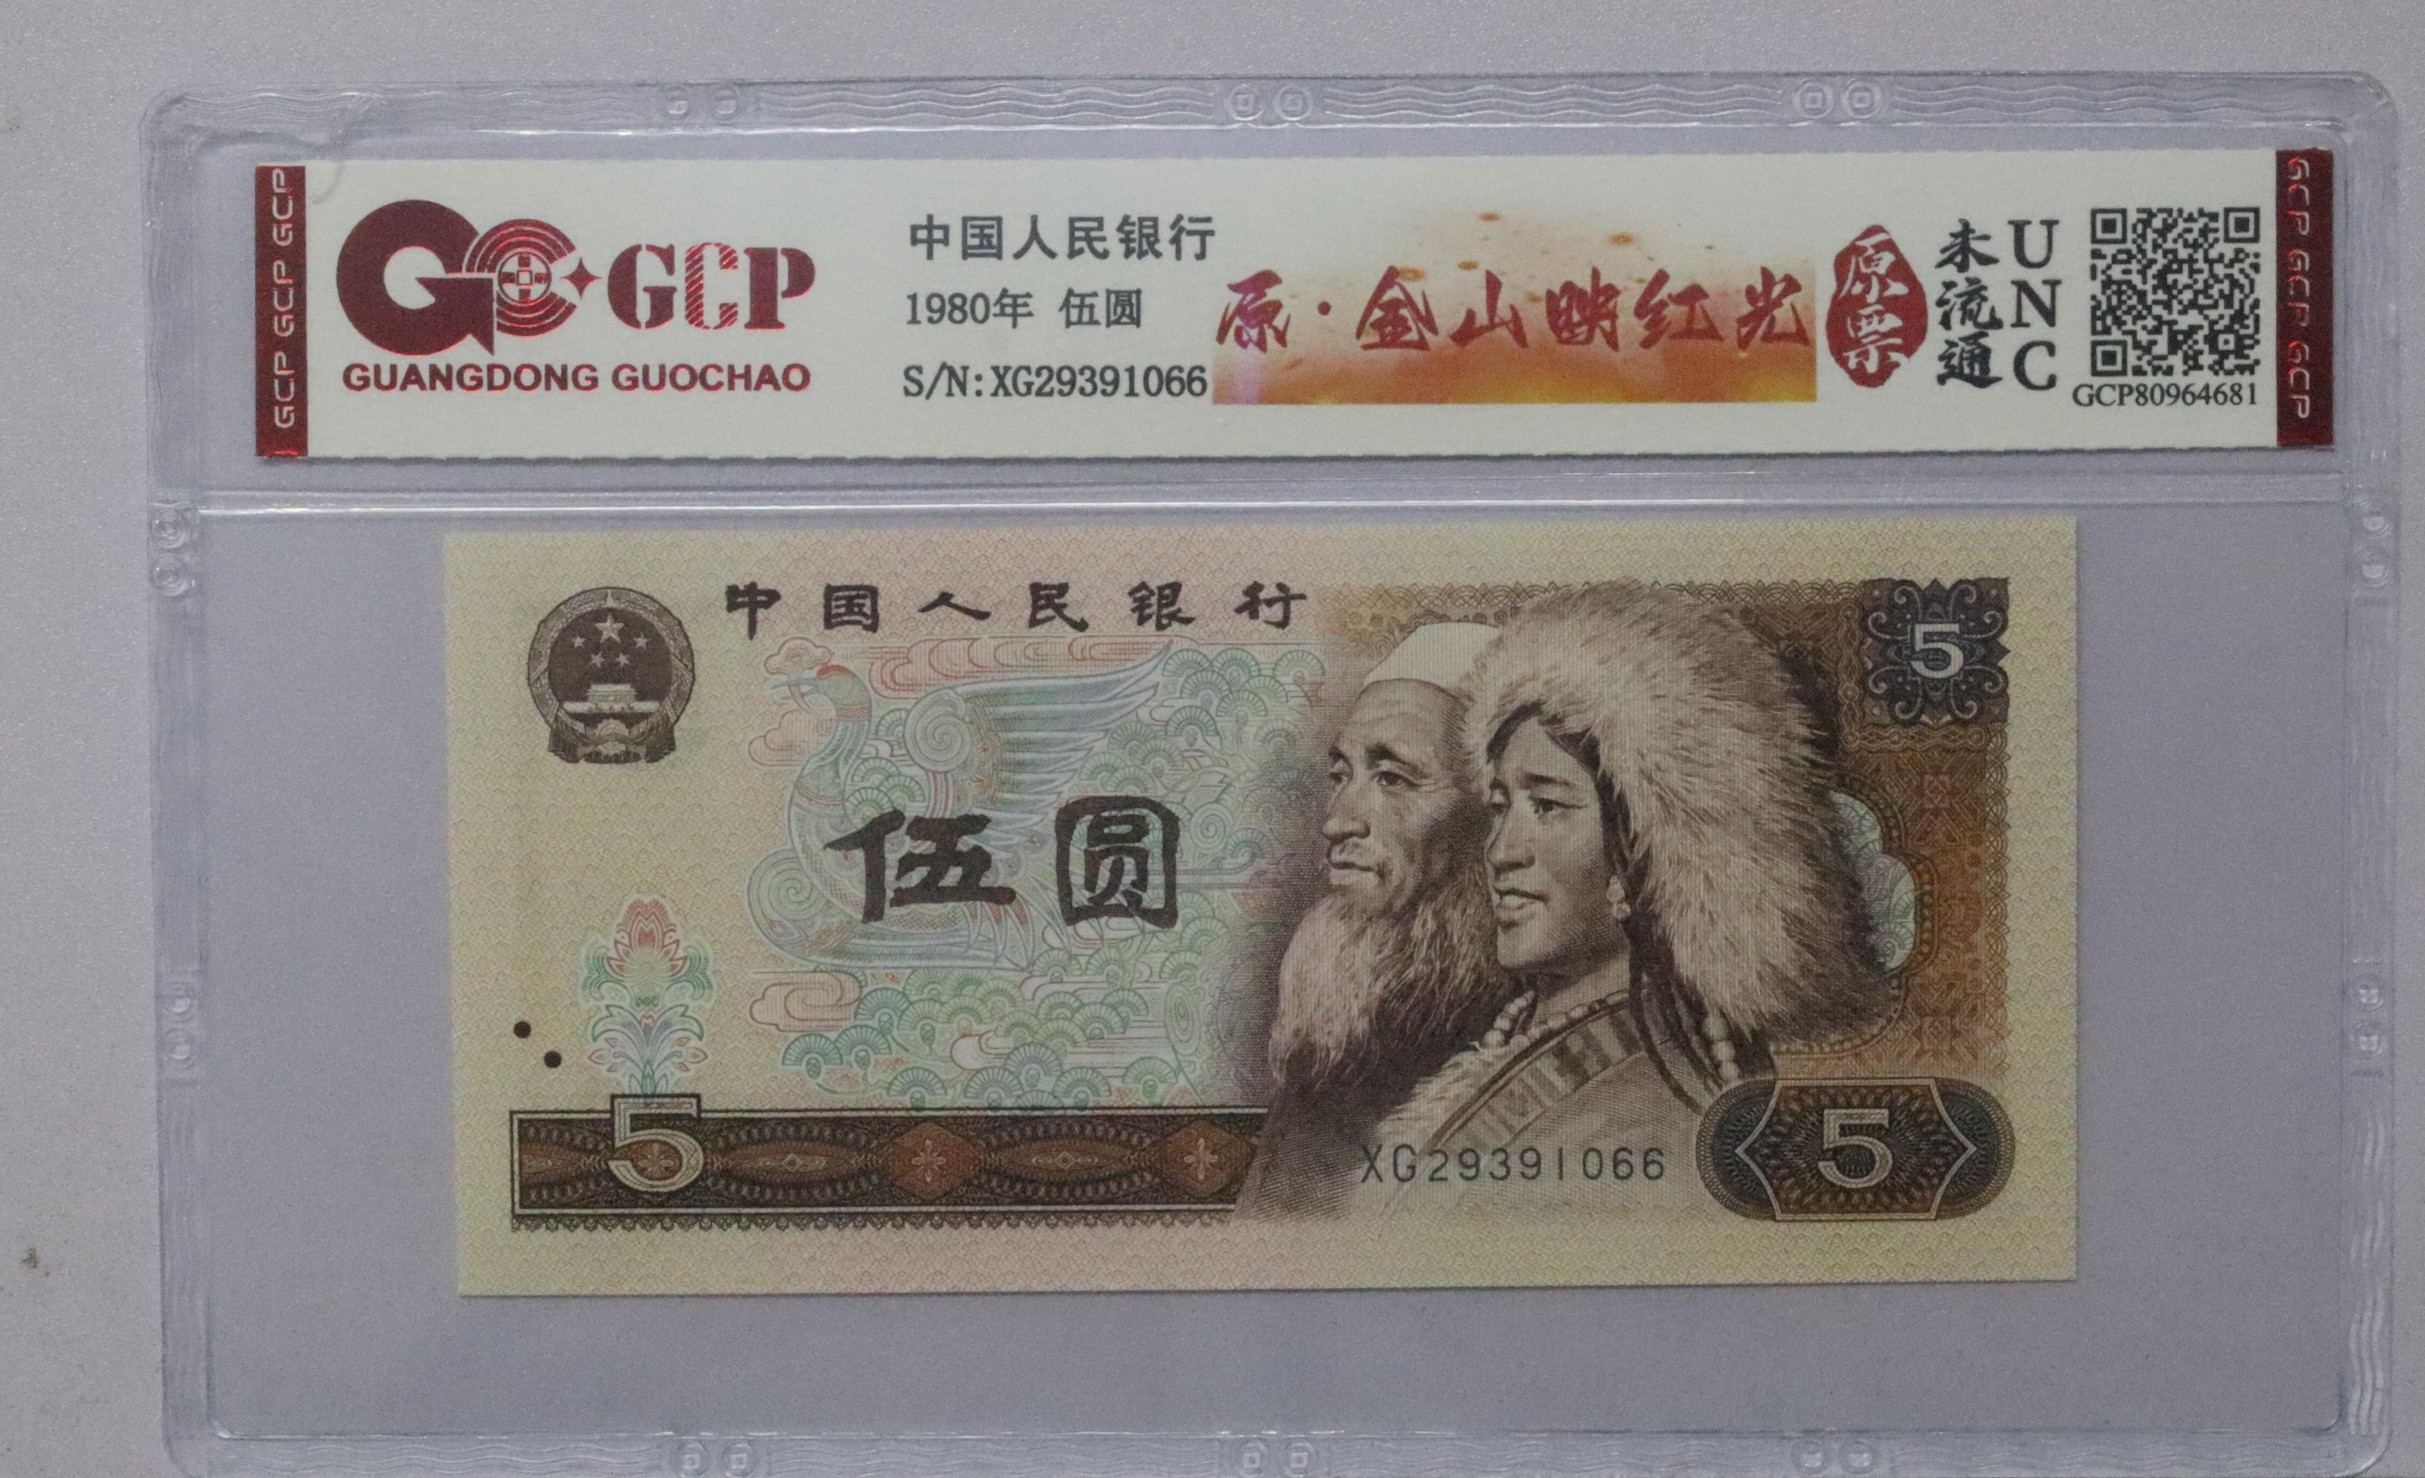 GCP GCP GCP
GCP
GUANGDONG GUOCHAO
中国人民银行
1980年 伍圆
S/N:XG29391066
原·金山映红光
原票
未流通
UNC
GCP80964681
GCP GCP GCP
中国人民银行
5
伍圆
5
XG29391066
5